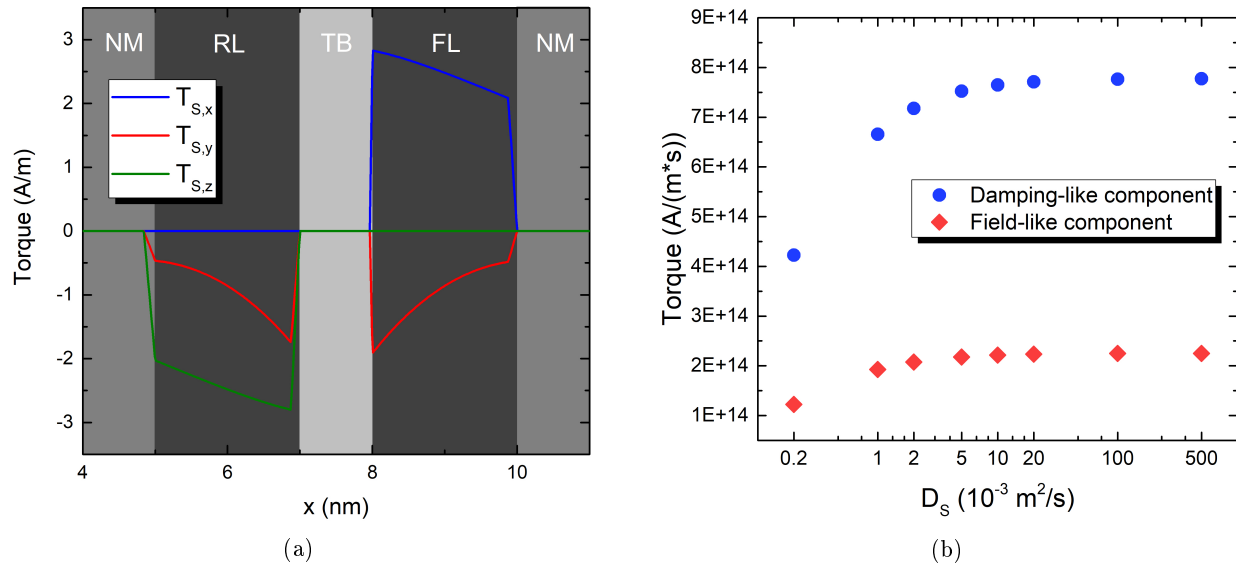 NM RL TB FL NM
T_S,x
T_S,y
T_S,z
Torque (A/m)
3
2
1
0
-1
-2
-3
4 6 8 10
x (nm)
(a)
9E+14
8E+14
7E+14
6E+14
5E+14
4E+14
3E+14
2E+14
1E+14
Torque (A/(m*s))
Damping-like component
Field-like component
0.2 1 2 5 10 20 100 500
D_S (10^-3 m^2/s)
(b)